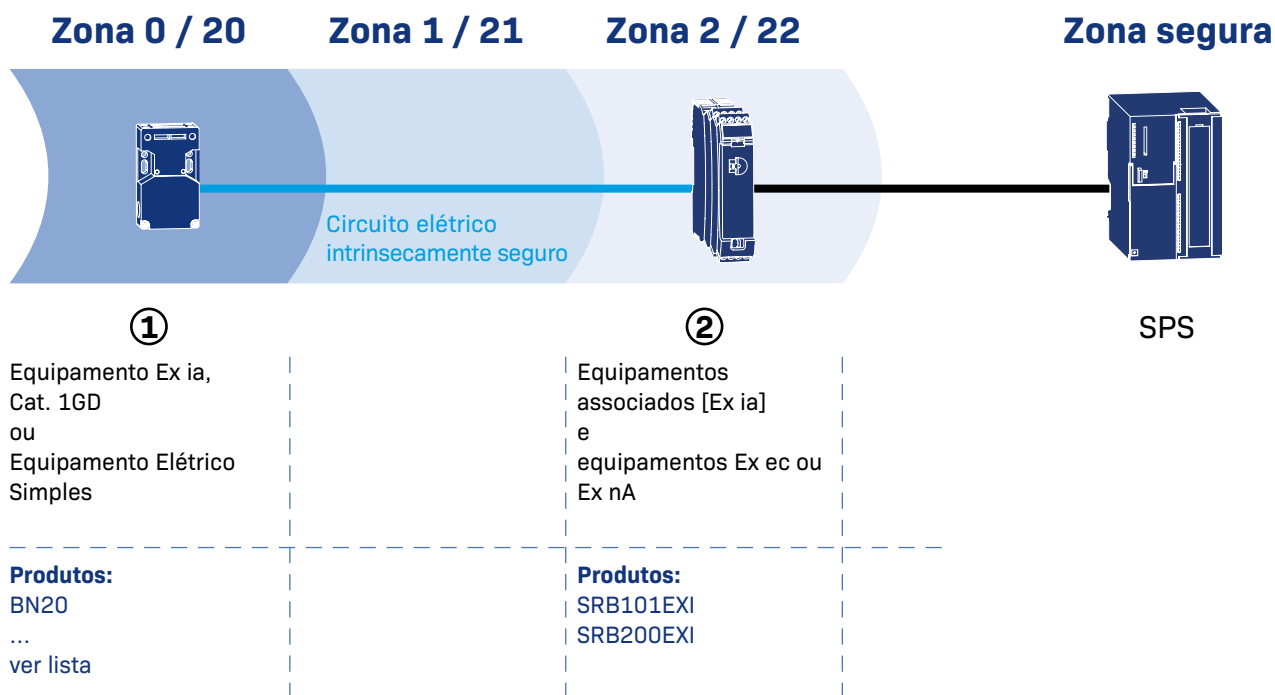 Zona 0 / 20
Zona 1 / 21
Zona 2 / 22
Zona segura
Circuito elétrico
intrinsecamente seguro
①
②
SPS
Equipamento Ex ia,
Cat. 1GD
ou
Equipamento Elétrico
Simples
Equipamentos
associados [Ex ia]
e
equipamentos Ex ec ou
Ex nA
Produtos:
BN20
...
ver lista
Produtos:
SRB101EXI
SRB200EXI